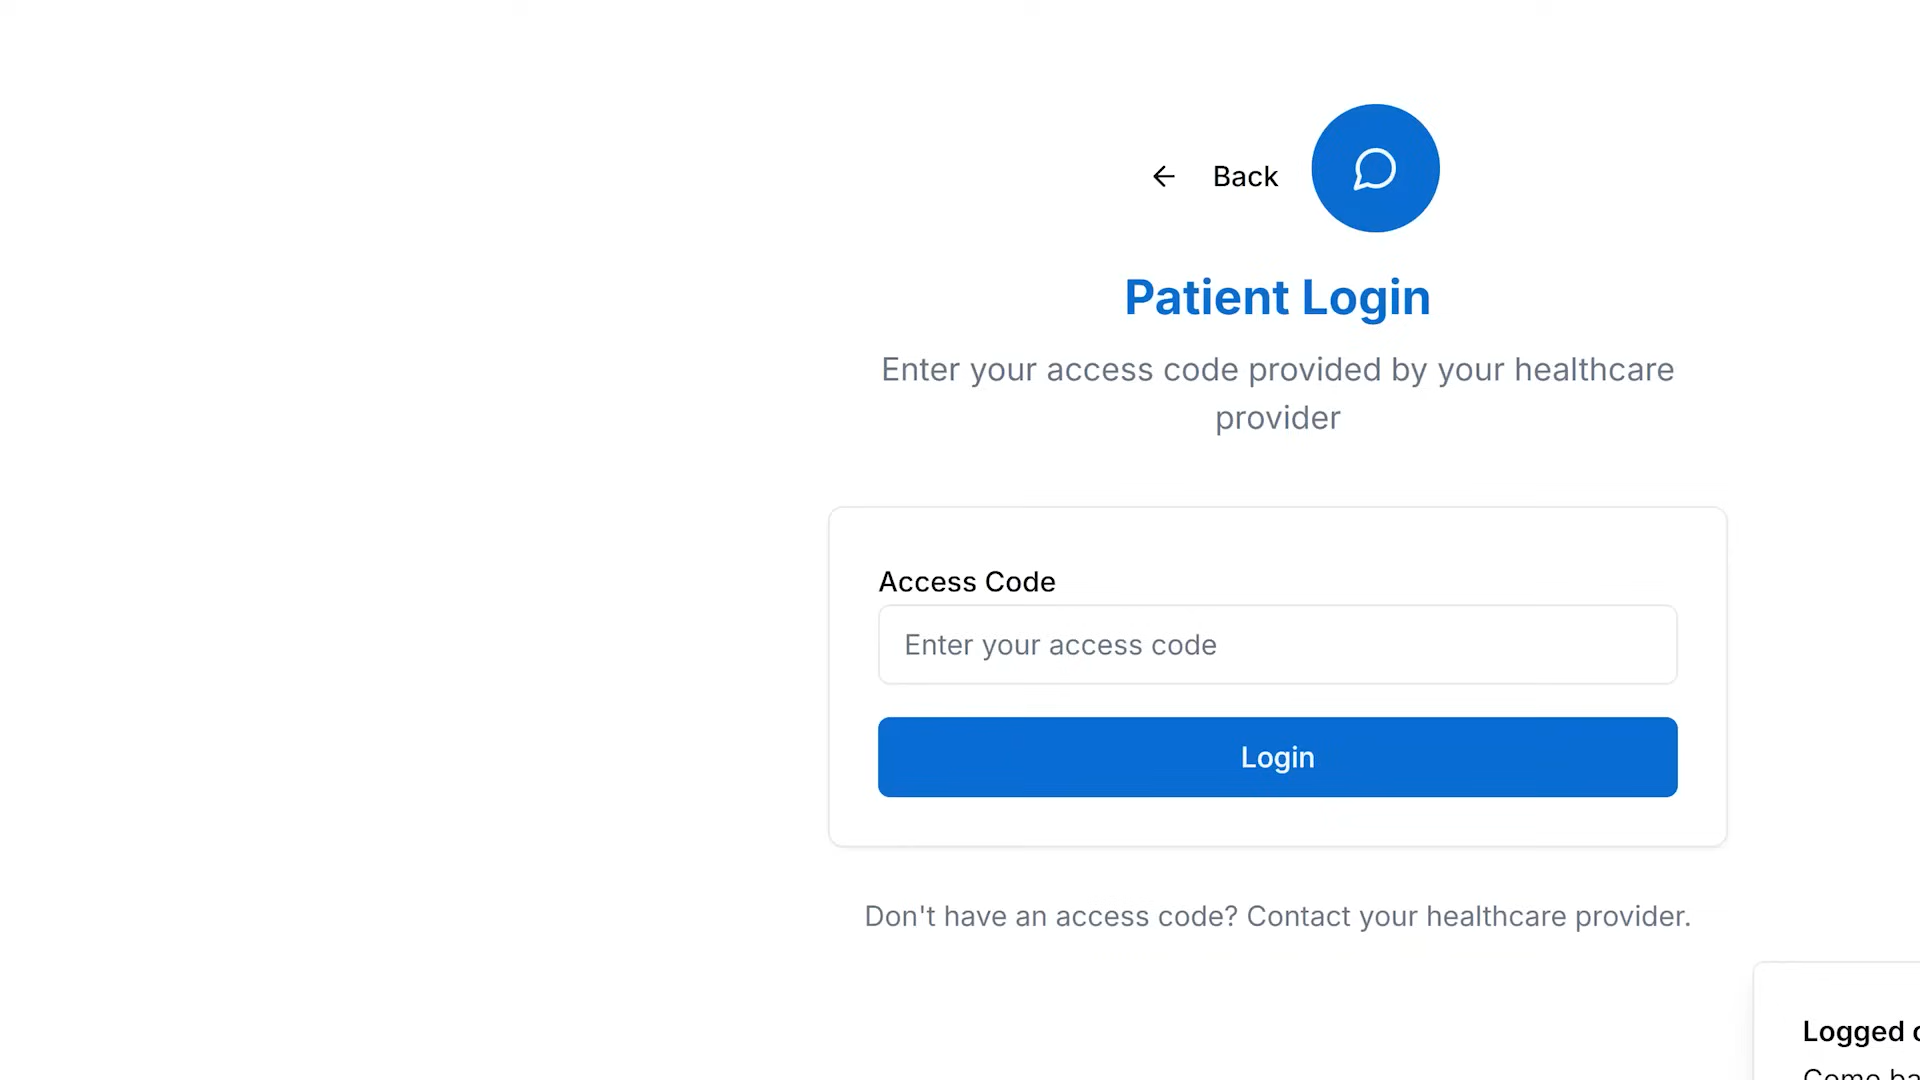 Back
Patient Login
Enter your access code provided by your healthcare
provider
Access Code
Enter your access code
Login
Don't have an access code? Contact your healthcare provider.
Logged